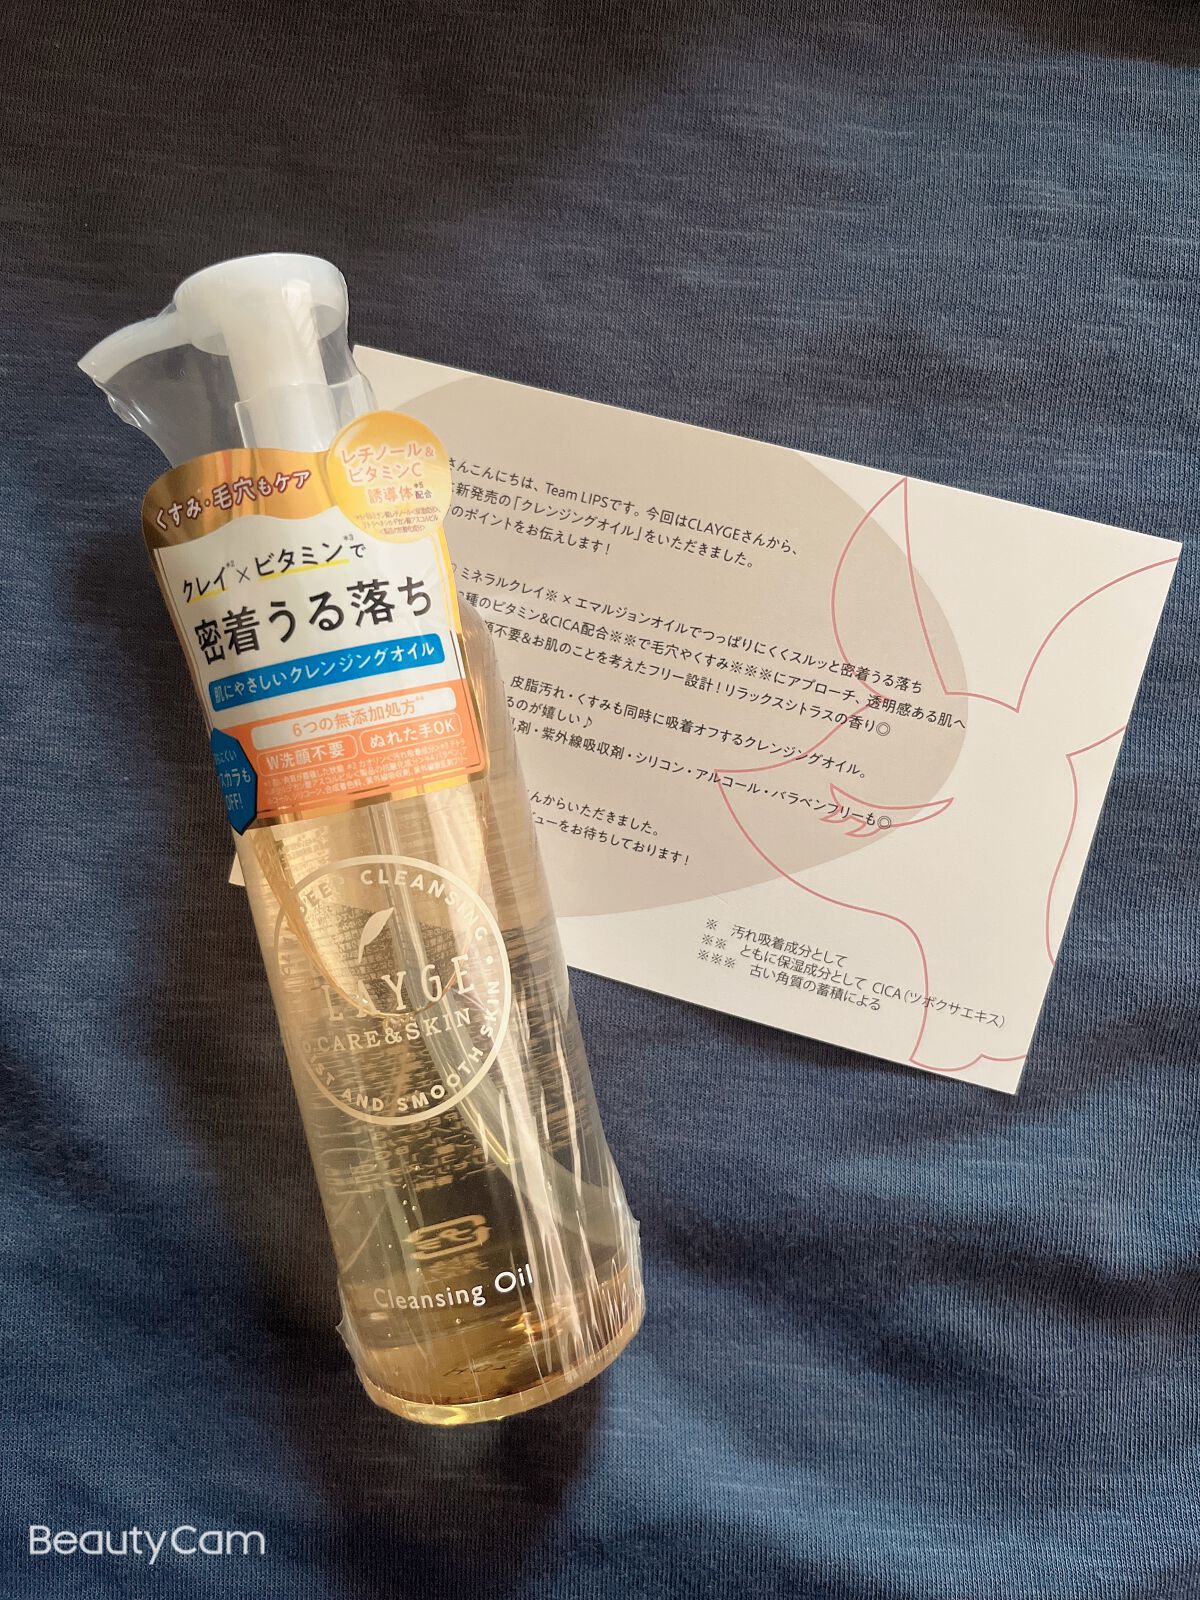 くすみ・毛穴もケア
レチノール&
ビタミンC
誘導体*5配合
クレイ*2×ビタミン*3で
密着うる落ち
肌にやさしいクレンジングオイル
6つの無添加処方*4
W洗顔不要 ぬれた手OK
にくい
スカラも
OFF!
DEEP CLEANSING・
CLAYGE
CARE&SKIN
AND SMOOTH SKIN
Cleansing Oil
さんこんにちは、Team LIPSです。今回はCLAYGEさんから、
新発売の「クレンジングオイル」をいただきました。
のポイントをお伝えします!
ミネラルクレイ※×エマルジョンオイルでつっぱりにくくスルッと密着うる落ち
種のビタミン&CICA配合※※で毛穴やくすみ※※※にアプローチ、透明感ある肌へ
不要&お肌のことを考えたフリー設計!リラックスシトラスの香り◎
、皮脂汚れ・くすみも同時に吸着オフするクレンジングオイル。
るのが嬉しい♪
剤・紫外線吸収剤・シリコン・アルコール・パラベンフリーも◎
んからいただきました。
ューをお待ちしております!
※ 汚れ吸着成分として
※※ ともに保湿成分として CICA(ツボクサエキス)
※※※ 古い角質の蓄積による
BeautyCam